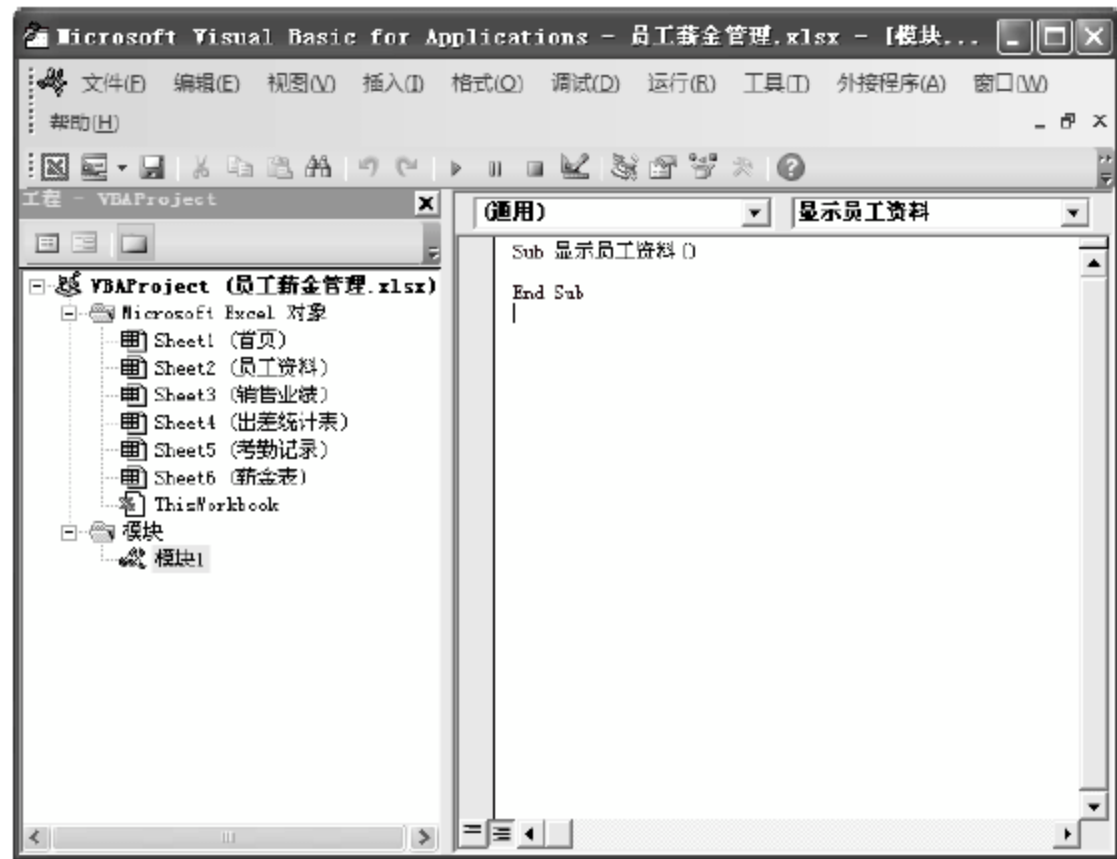 Microsoft Visual Basic for Applications - 员工薪金管理.xlsx - [模块...
文件(F) 编辑(E) 视图(V) 插入(I) 格式(O) 调试(D) 运行(R) 工具(T) 外接程序(A) 窗口(W)
帮助(H)
工程 - VBAProject
(通用) 显示员工资料
VBAProject (员工薪金管理.xlsx)
Microsoft Excel 对象
Sheet1 (首页)
Sheet2 (员工资料)
Sheet3 (销售业绩)
Sheet4 (出差统计表)
Sheet5 (考勤记录)
Sheet6 (薪金表)
ThisWorkbook
模块
模块1
Sub 显示员工资料()
End Sub